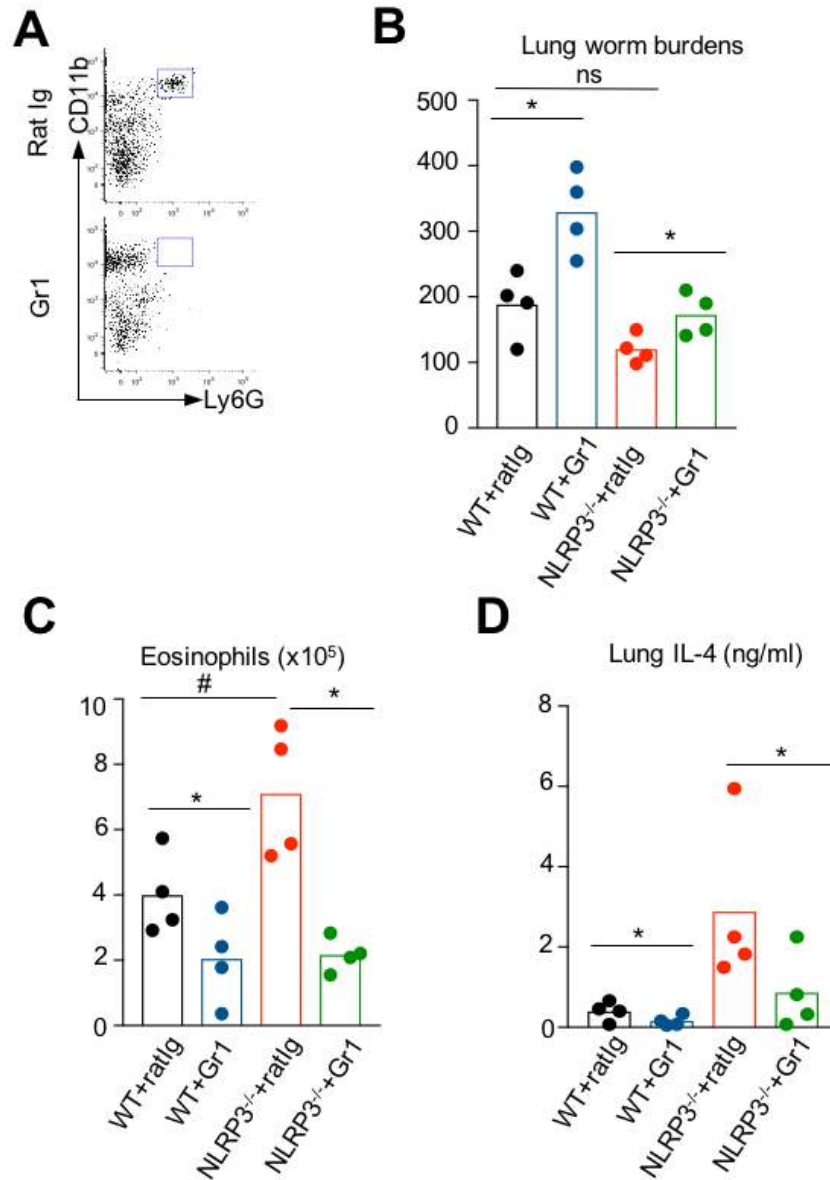 A
Rat Ig
CD11b
Gr1
Ly6G
B
Lung worm burdens
ns
*
*
500
400
300
200
100
0
WT+ratIg
WT+Gr1
NLRP3-/-+ratIg
NLRP3-/-+Gr1
C
Eosinophils (x10⁵)
#
*
*
10
8
6
4
2
0
WT+ratIg
WT+Gr1
NLRP3-/-+ratIg
NLRP3-/-+Gr1
D
Lung IL-4 (ng/ml)
*
*
8
6
4
2
0
WT+ratIg
WT+Gr1
NLRP3-/-+ratIg
NLRP3-/-+Gr1